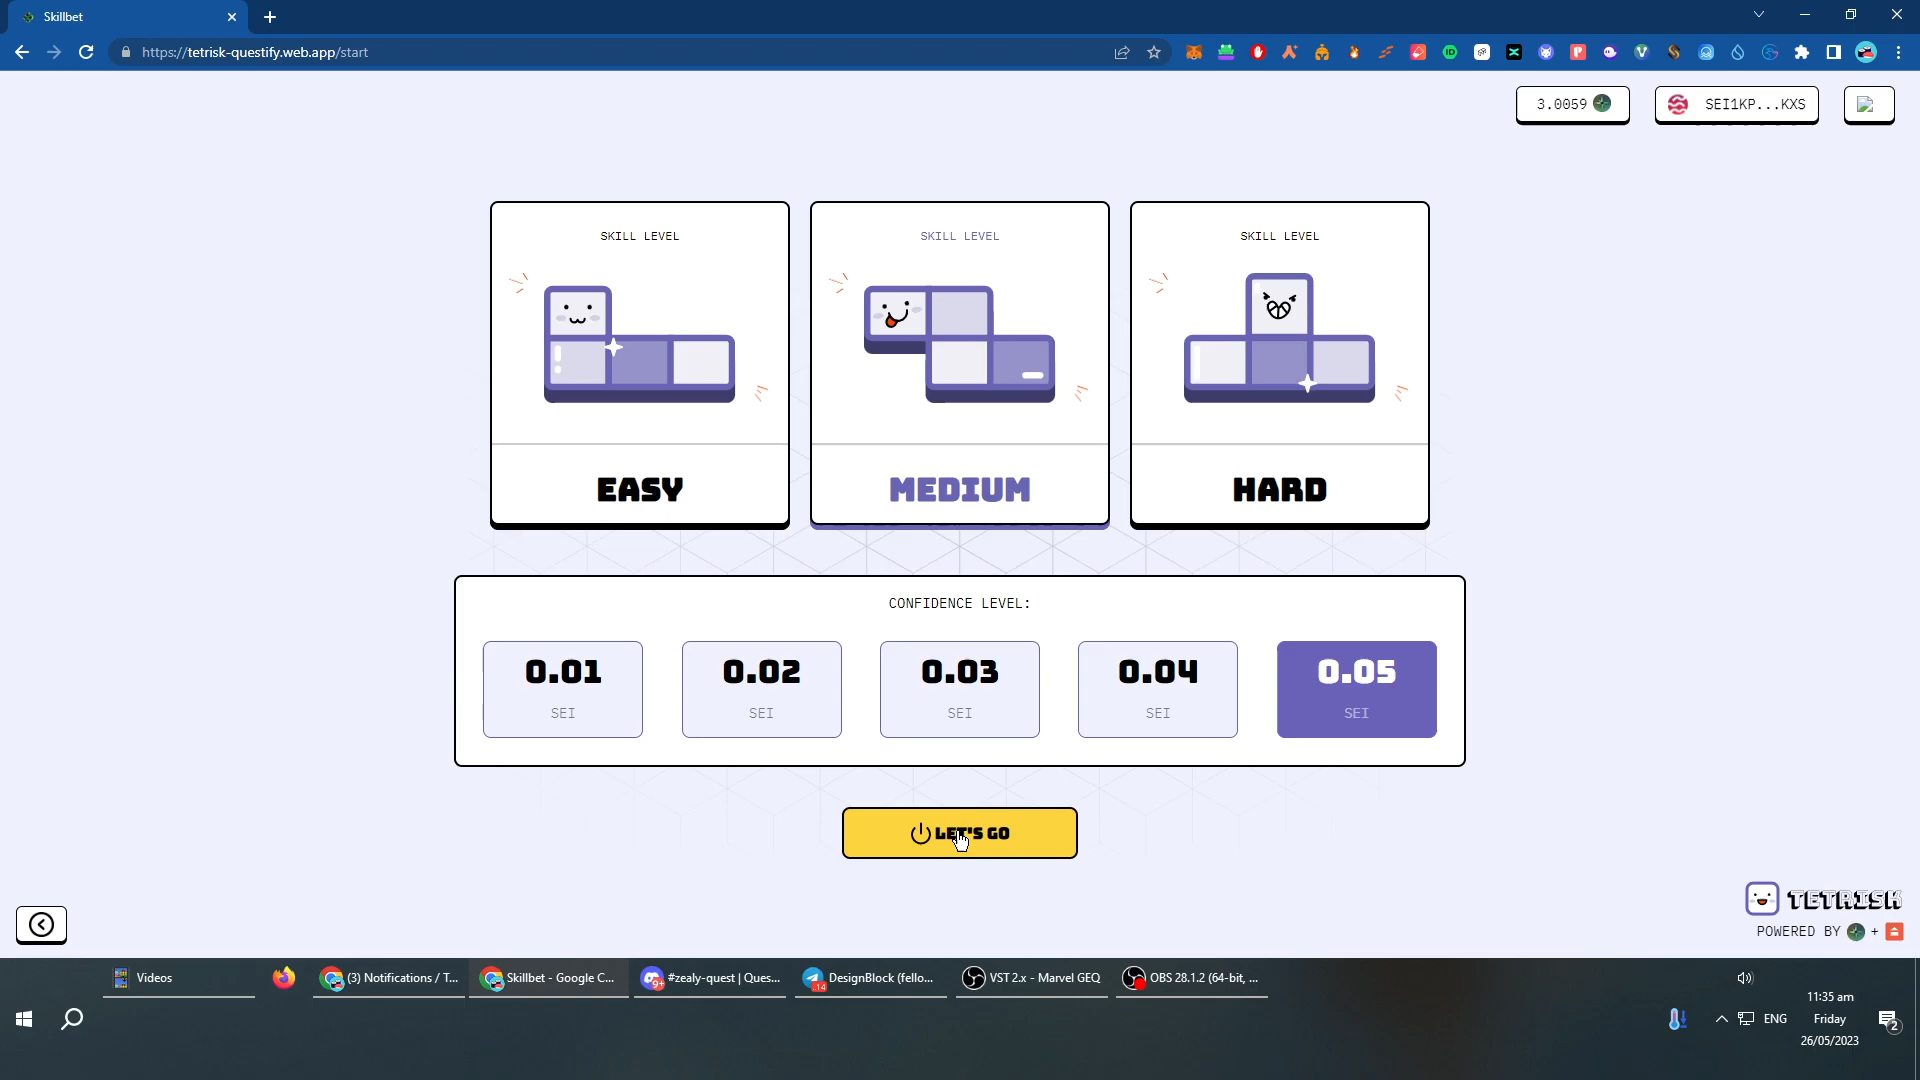 Skillbet
https://tetrisk-questify.web.app/start
3.0059
SEI1KP...KXS
SKILL LEVEL
EASY
SKILL LEVEL
MEDIUM
SKILL LEVEL
HARD
CONFIDENCE LEVEL:
0.01
SEI
0.02
SEI
0.03
SEI
0.04
SEI
0.05
SEI
LET'S GO
TETRISK
POWERED BY +
Videos
(3) Notifications / T...
Skillbet - Google C...
9+
#zealy-quest | Ques...
14
DesignBlock (fello...
VST 2.x - Marvel GEQ
OBS 28.1.2 (64-bit, ...
ENG
11:35 am
Friday
26/05/2023
2